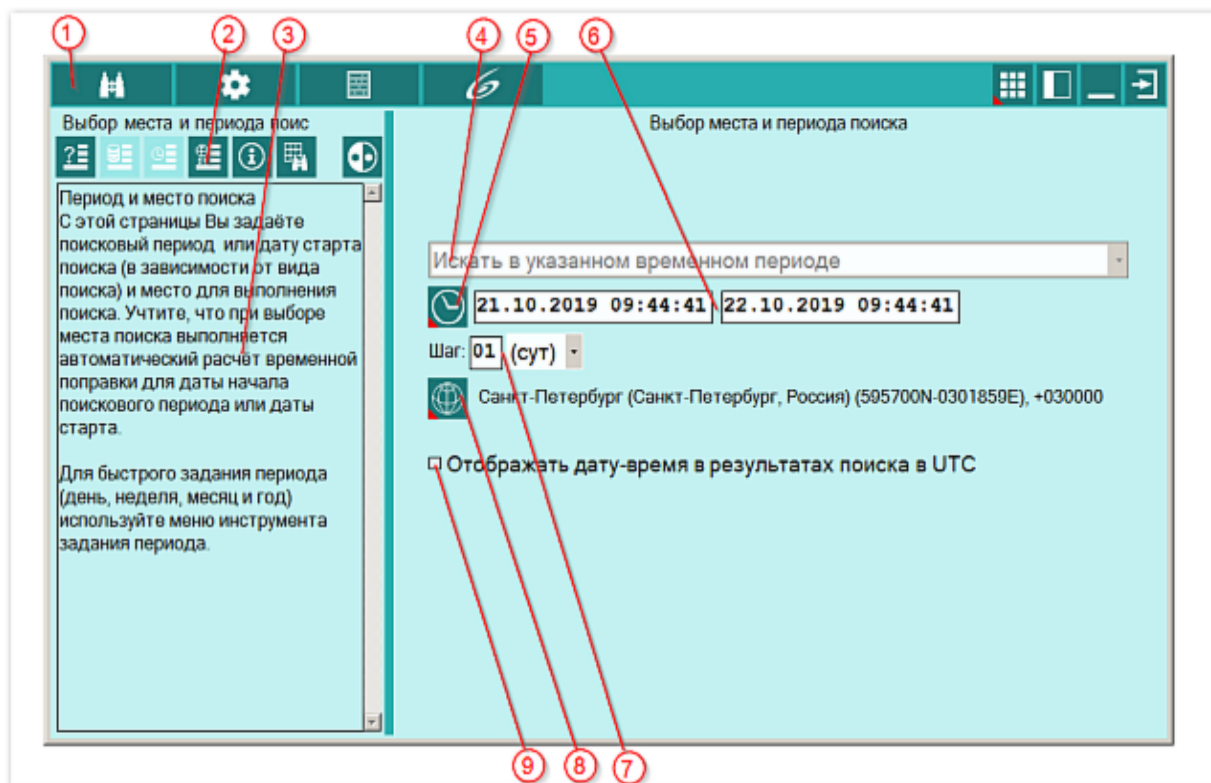 1 2 3 4 5 6
Выбор места и периода поис
Период и место поиска
С этой страницы Вы задаёте
поисковый период или дату старта
поиска (в зависимости от вида
поиска) и место для выполнения
поиска. Учтите, что при выборе
места поиска выполняется
автоматический расчёт временной
поправки для даты начала
поискового периода или даты
старта.
Для быстрого задания периода
(день, неделя, месяц и год)
используйте меню инструмента
задания периода.
Выбор места и периода поиска
Искать в указанном временном периоде
21.10.2019 09:44:41 22.10.2019 09:44:41
Шаг: 01 (сут)
Санкт-Петербург (Санкт-Петербург, Россия) (595700N-0301859E), +030000
Отображать дату-время в результатах поиска в UTC
9 8 7